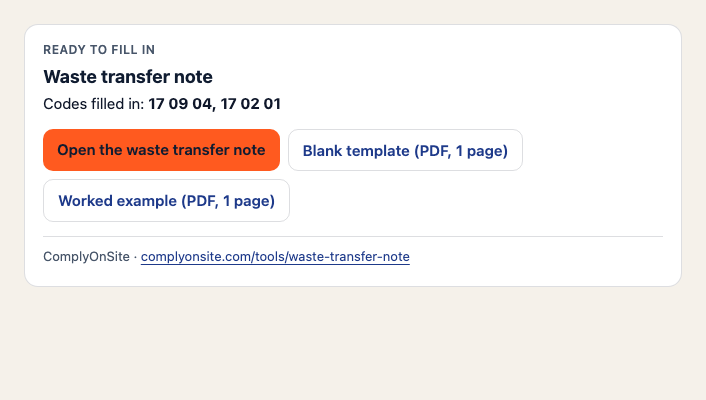 READY TO FILL IN
Waste transfer note
Codes filled in: 17 09 04, 17 02 01
Open the waste transfer note
Blank template (PDF, 1 page)
Worked example (PDF, 1 page)
ComplyOnSite · complyonsite.com/tools/waste-transfer-note